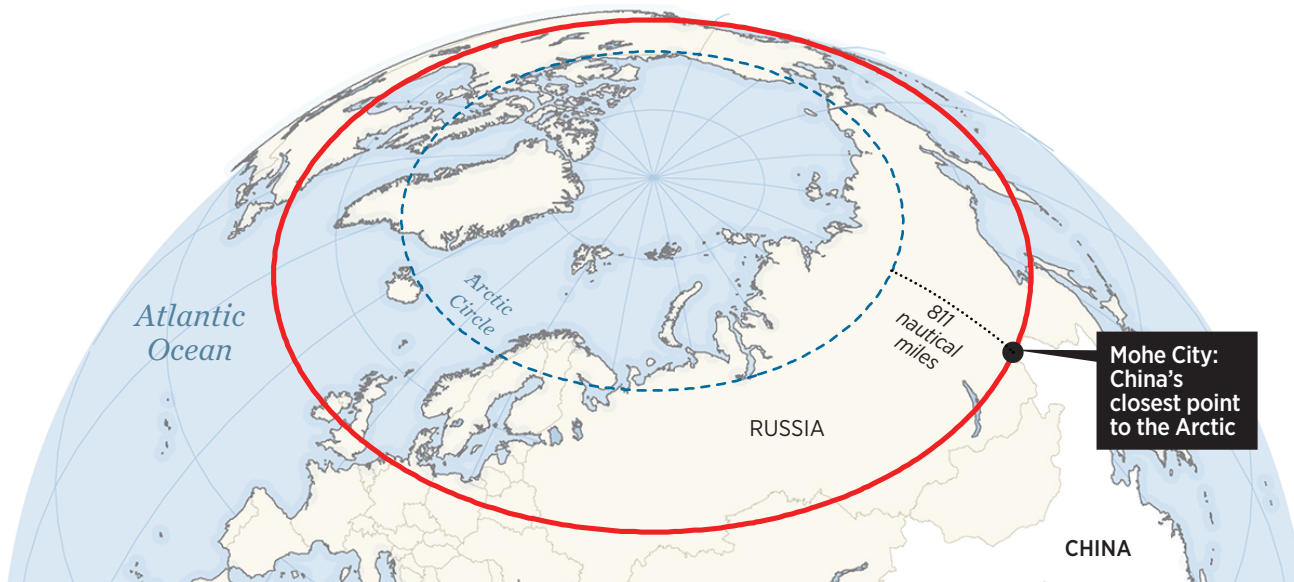 Arctic
Circle
Atlantic
Ocean
811
nautical
miles
Mohe City:
China’s
closest point
to the Arctic
RUSSIA
CHINA